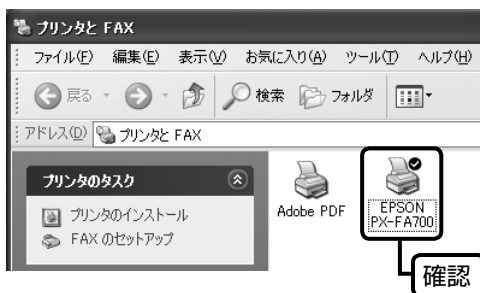 プリンタと FAX
ファイル(F) 編集(E) 表示(V) お気に入り(A) ツール(T) ヘルプ(H)
戻る 検索 フォルダ
アドレス(D) プリンタと FAX
プリンタのタスク
プリンタのインストール
FAX のセットアップ
Adobe PDF
EPSON
PX-FA700
確認